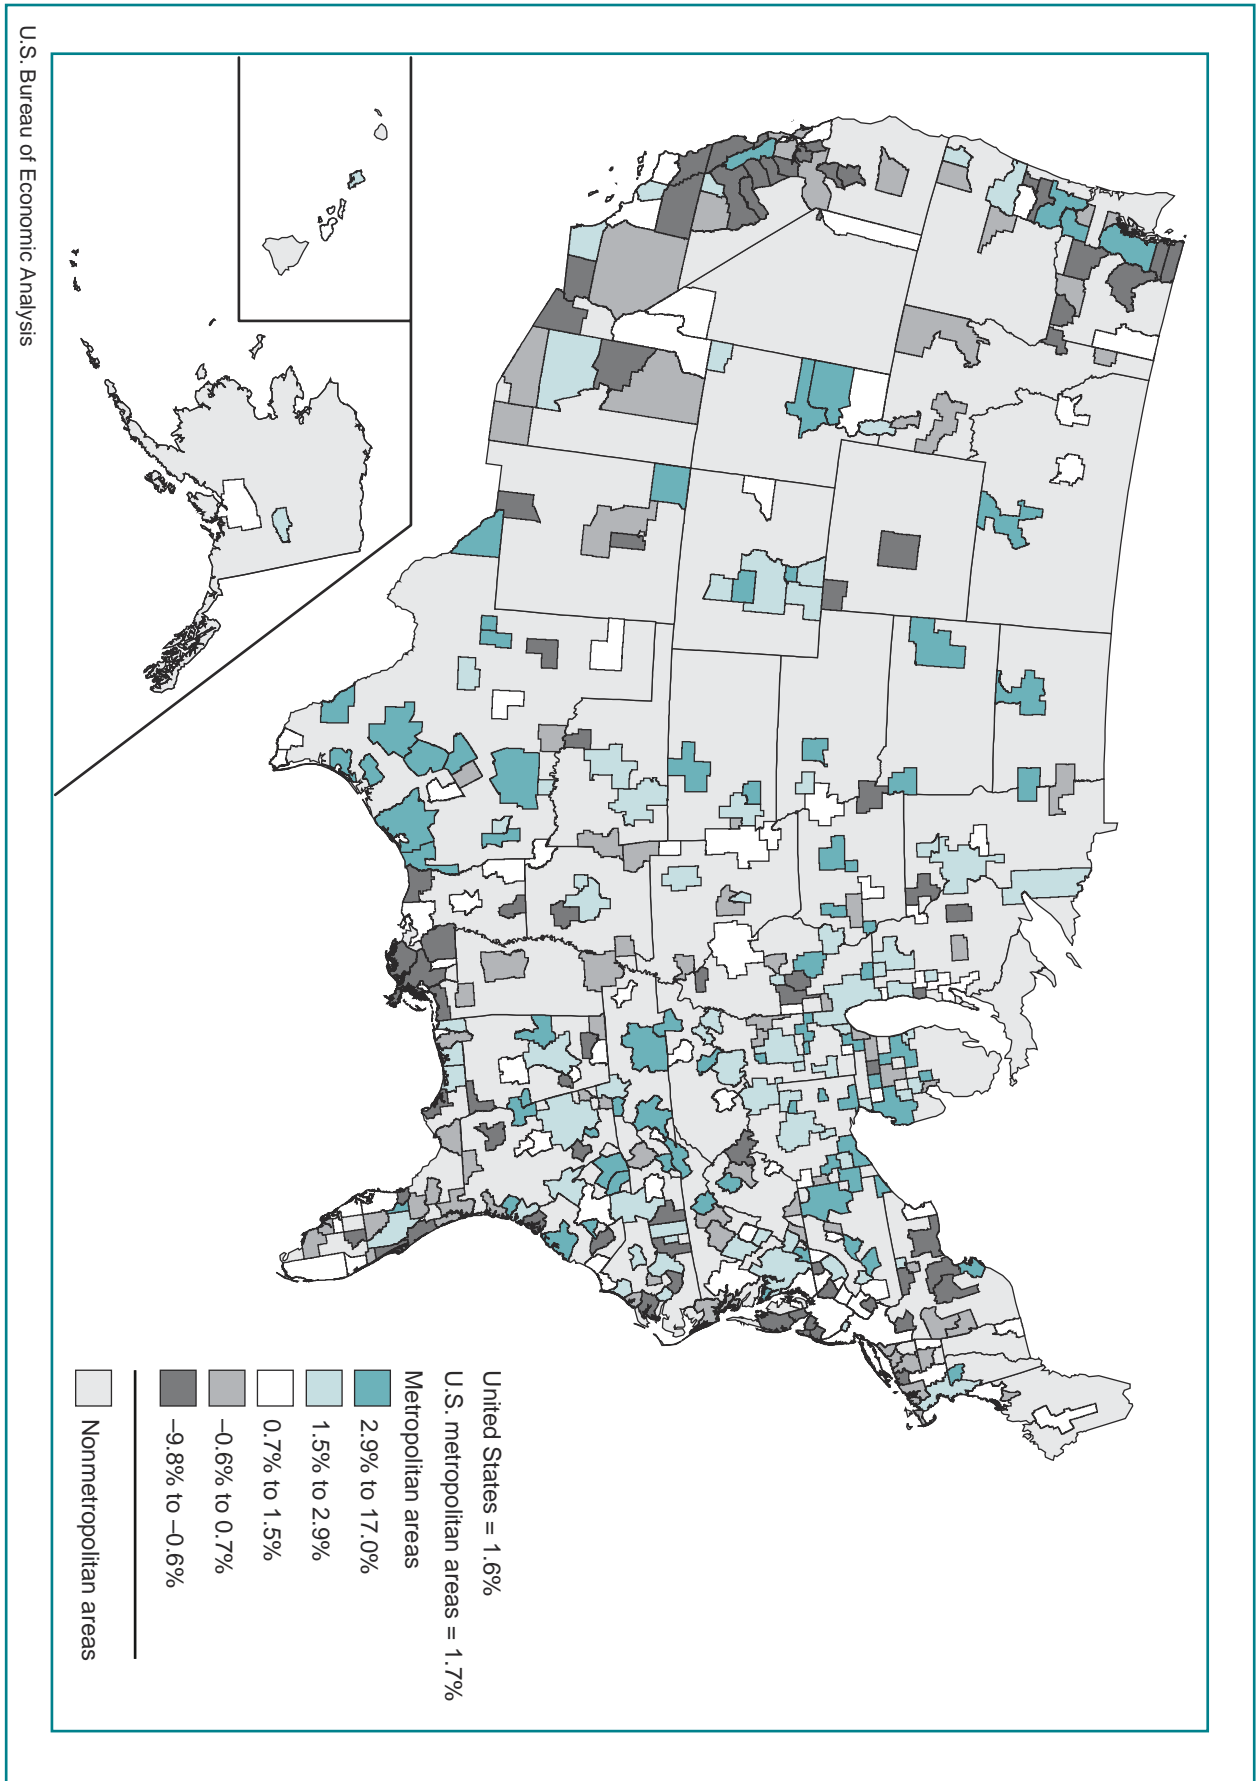 United States = 1.6%
U.S. metropolitan areas = 1.7%
Metropolitan areas
2.9% to 17.0%
1.5% to 2.9%
0.7% to 1.5%
–0.6% to 0.7%
–9.8% to –0.6%
Nonmetropolitan areas
U.S. Bureau of Economic Analysis